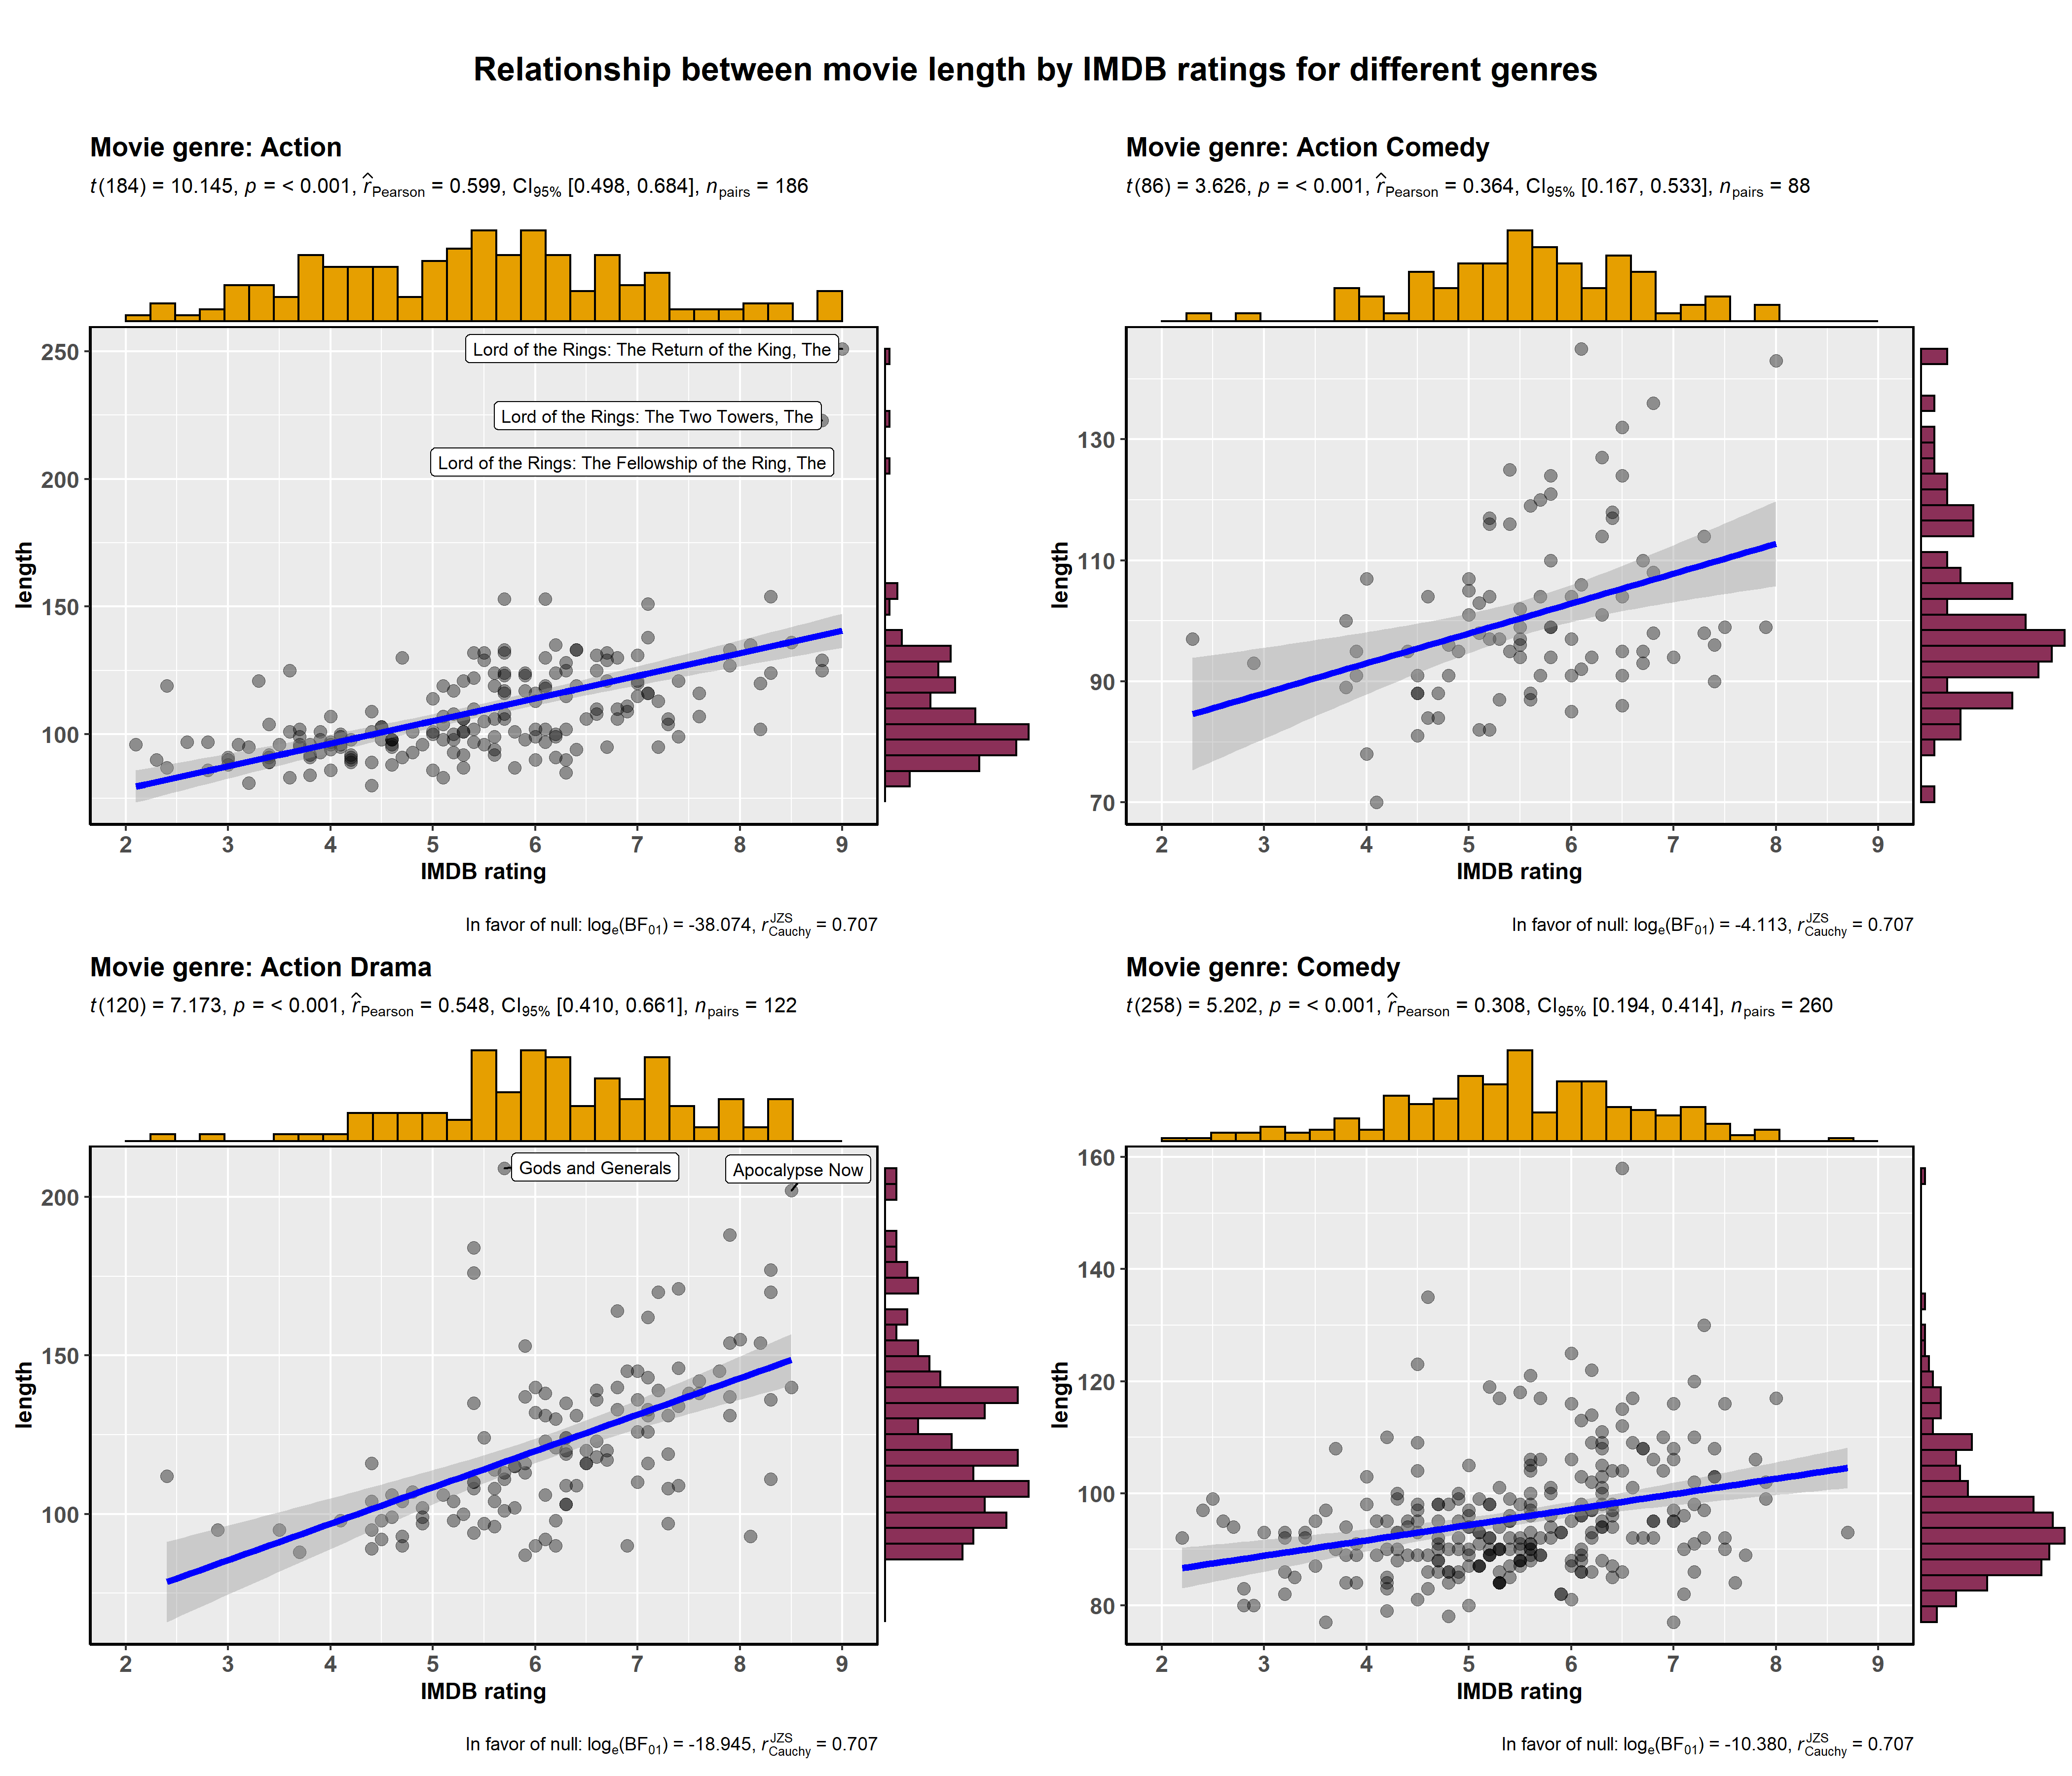 Relationship between movie length by IMDB ratings for different genres
Movie genre: Action
t(184) = 10.145, p = < 0.001, r̂Pearson = 0.599, CI95% [0.498, 0.684], npairs = 186
Lord of the Rings: The Return of the King, The
Lord of the Rings: The Two Towers, The
Lord of the Rings: The Fellowship of the Ring, The
250
200
150
100
length
2 3 4 5 6 7 8 9
IMDB rating
In favor of null: loge(BF01) = -38.074, rJZSCauchy = 0.707
Movie genre: Action Comedy
t(86) = 3.626, p = < 0.001, r̂Pearson = 0.364, CI95% [0.167, 0.533], npairs = 88
130
110
90
70
length
2 3 4 5 6 7 8 9
IMDB rating
In favor of null: loge(BF01) = -4.113, rJZSCauchy = 0.707
Movie genre: Action Drama
t(120) = 7.173, p = < 0.001, r̂Pearson = 0.548, CI95% [0.410, 0.661], npairs = 122
Gods and Generals
Apocalypse Now
200
150
100
length
2 3 4 5 6 7 8 9
IMDB rating
In favor of null: loge(BF01) = -18.945, rJZSCauchy = 0.707
Movie genre: Comedy
t(258) = 5.202, p = < 0.001, r̂Pearson = 0.308, CI95% [0.194, 0.414], npairs = 260
160
140
120
100
80
length
2 3 4 5 6 7 8 9
IMDB rating
In favor of null: loge(BF01) = -10.380, rJZSCauchy = 0.707